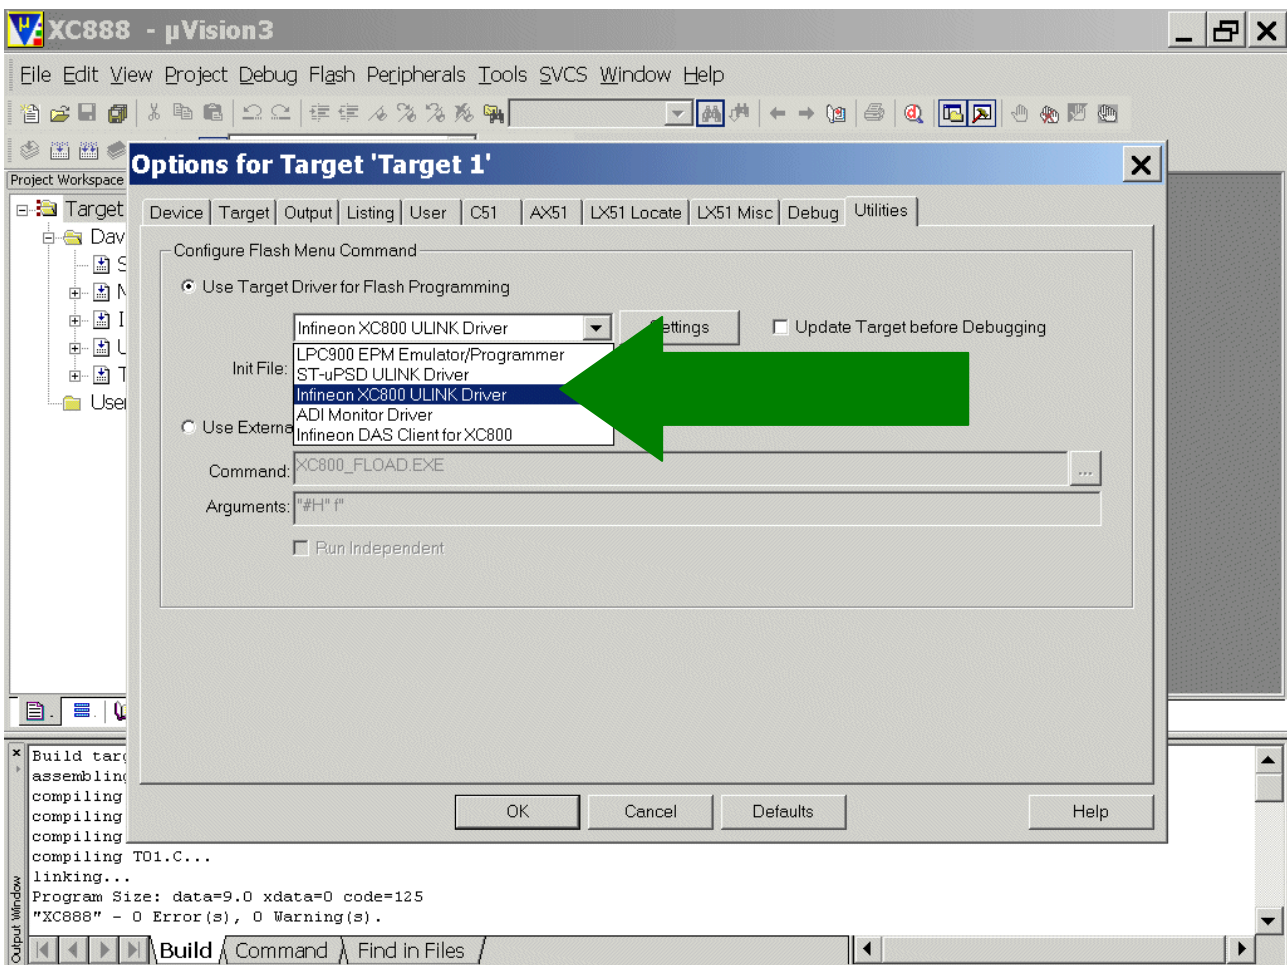 XC888 - µVision3
File Edit View Project Debug Flash Peripherals Tools SVCS Window Help
Project Workspace
Options for Target 'Target 1'
Target
Device Target Output Listing User C51 AX51 LX51 Locate LX51 Misc Debug Utilities
Dav
Configure Flash Menu Command
Use Target Driver for Flash Programming
Infineon XC800 ULINK Driver
Update Target before Debugging
LPC900 EPM Emulator/Programmer
Init File:
ST-uPSD ULINK Driver
Infineon XC800 ULINK Driver
ADI Monitor Driver
Infineon DAS Client for XC800
Command: XC800_FLOAD.EXE ...
Arguments: "#H" f"
Run Independent
OK Cancel Defaults Help
Build
assembling
compiling
compiling
compiling
compiling T01.C...
linking...
Program Size: data=9.0 xdata=0 code=125
"XC888" - 0 Error(s), 0 Warning(s).
Output Window
Build Command Find in Files